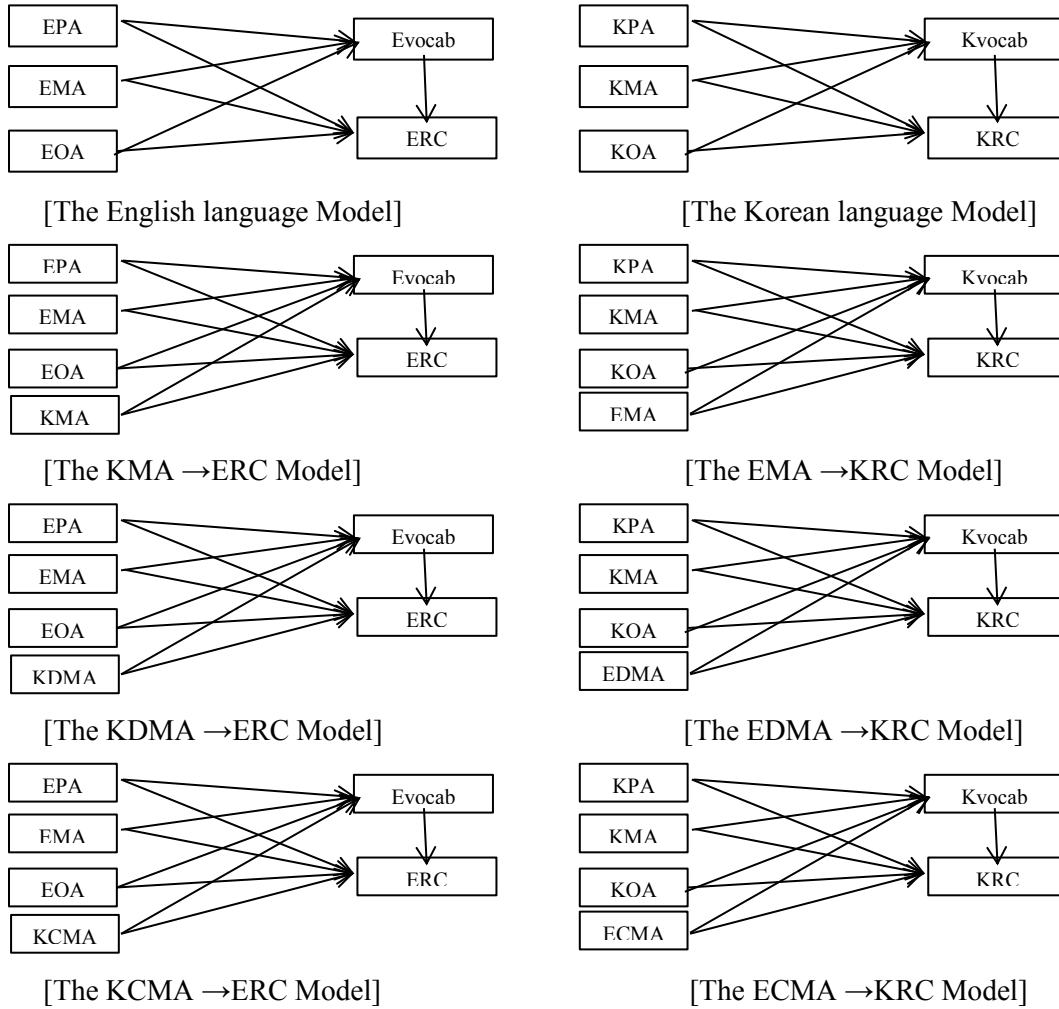 EPA
Evocab
EMA
ERC
EOA
[The English language Model]
KPA
Kvocab
KMA
KRC
KOA
[The Korean language Model]
EPA
Evocab
EMA
ERC
EOA
KMA
[The KMA →ERC Model]
KPA
Kvocab
KMA
KRC
KOA
EMA
[The EMA →KRC Model]
EPA
Evocab
EMA
ERC
EOA
KDMA
[The KDMA →ERC Model]
KPA
Kvocab
KMA
KRC
KOA
EDMA
[The EDMA →KRC Model]
EPA
Evocab
EMA
ERC
EOA
KCMA
[The KCMA →ERC Model]
KPA
Kvocab
KMA
KRC
KOA
ECMA
[The ECMA →KRC Model]